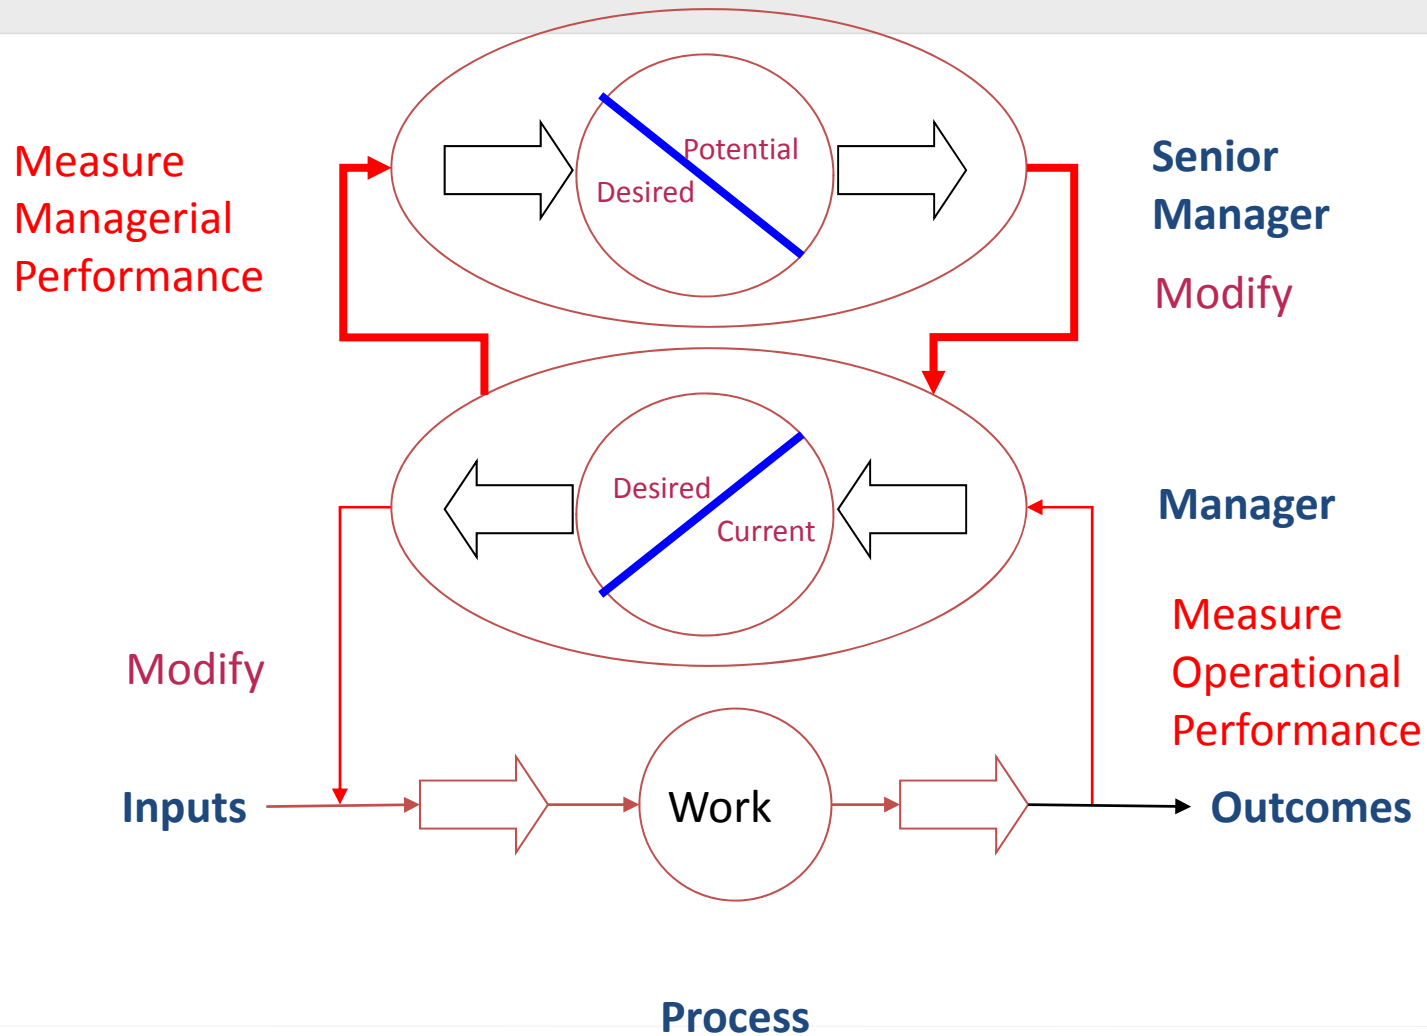 Measure
Managerial
Performance
Potential
Desired
Senior
Manager
Modify
Desired
Current
Manager
Modify
Measure
Operational
Performance
Inputs
Work
Outcomes
Process